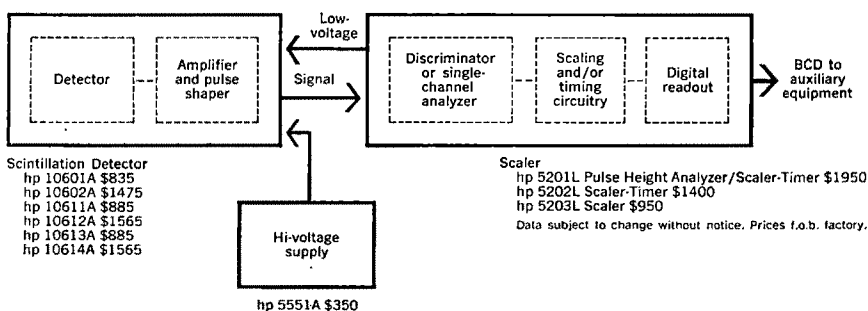 Low-
voltage
Detector
Amplifier
and pulse
shaper
Signal
Discriminator
or single-
channel
analyzer
Scaling
and/or
timing
circuitry
Digital
readout
BCD to
auxiliary
equipment
Scintillation Detector
hp 10601A $835
hp 10602A $1475
hp 10611A $885
hp 10612A $1565
hp 10613A $885
hp 10614A $1565
Hi-voltage
supply
hp 5551A $350
Scaler
hp 5201L Pulse Height Analyzer/Scaler-Timer $1950
hp 5202L Scaler-Timer $1400
hp 5203L Scaler $950
Data subject to change without notice. Prices f.o.b. factory.